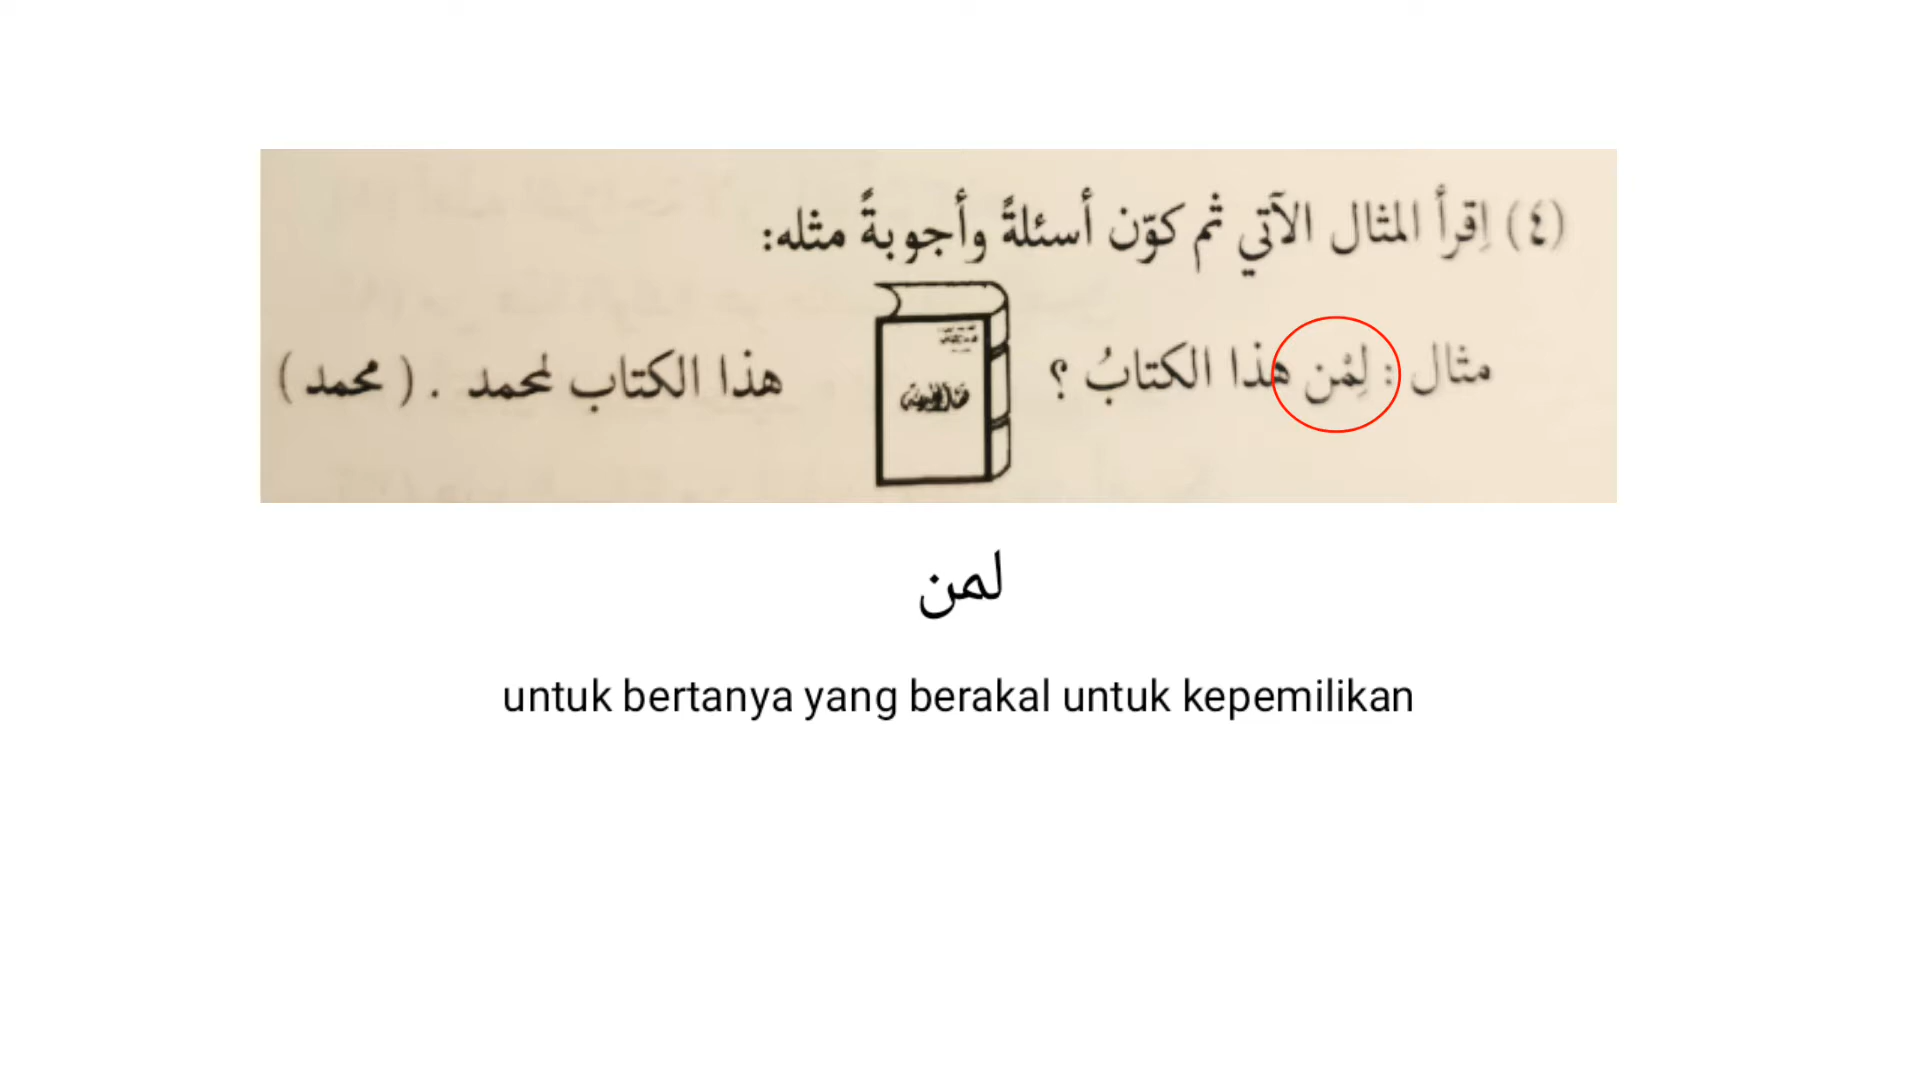 (٤) اِقرأ المثال الآتي ثم كوّن أسئلةً وأجوبةً مثله:
مثال : لِمْن هذا الكتابُ ؟ هذا الكتاب لمحمد . ( محمد )
لمن
untuk bertanya yang berakal untuk kepemilikan